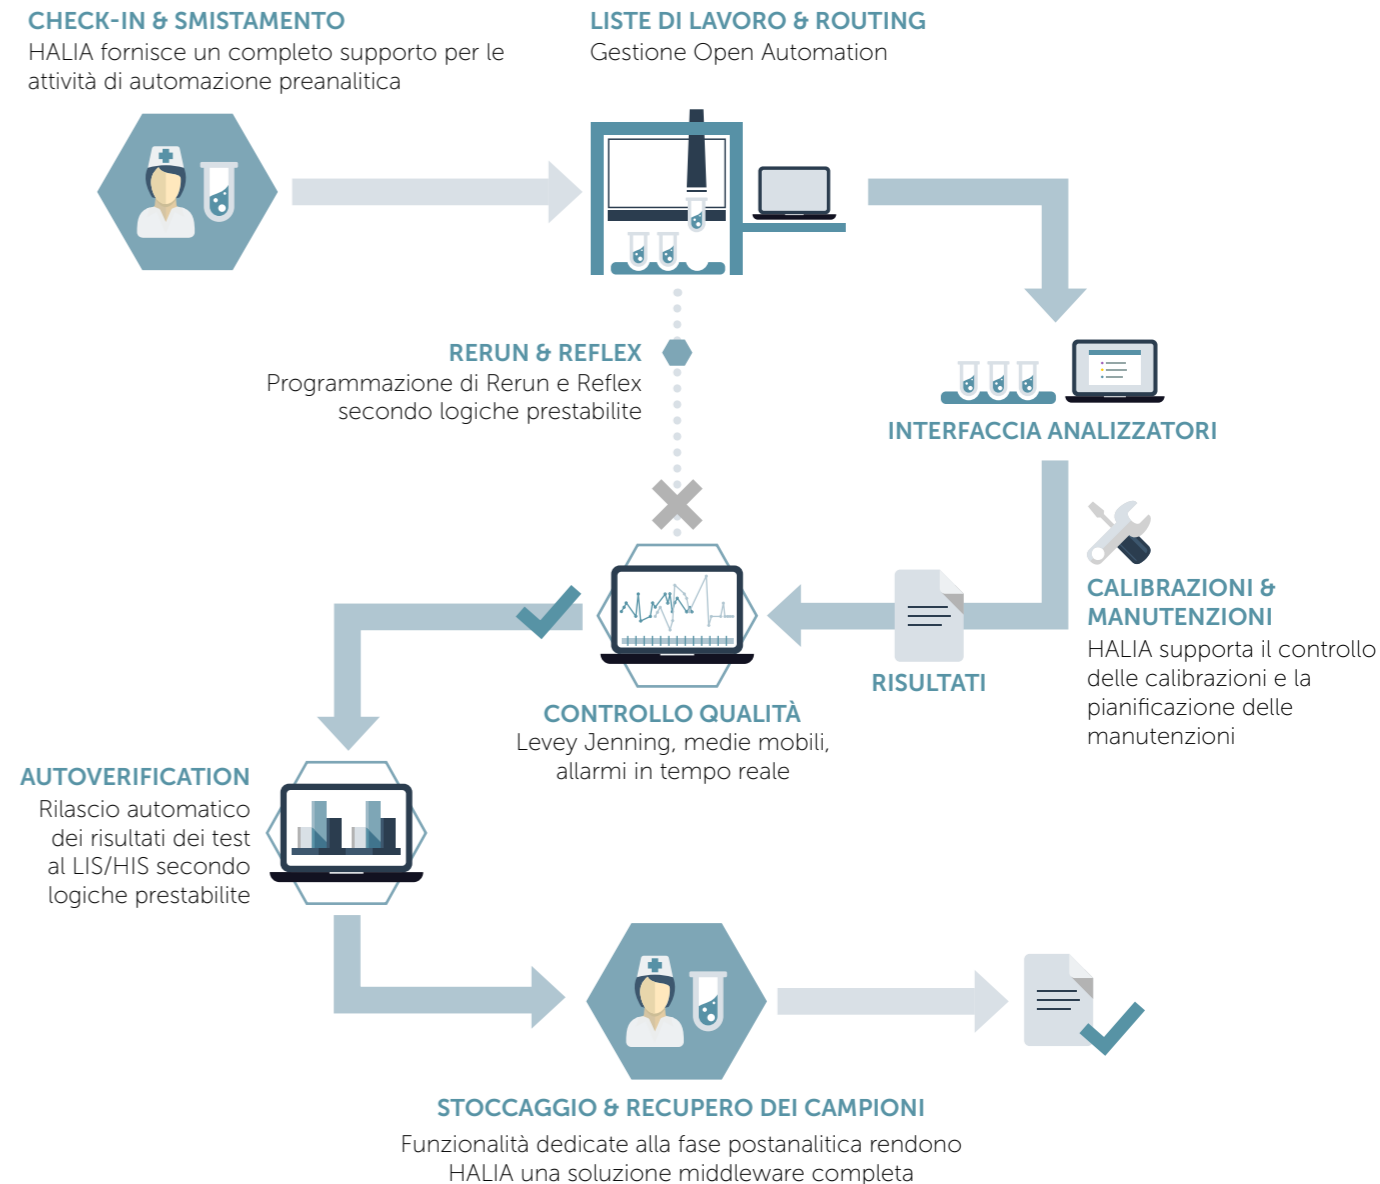 CHECK-IN & SMISTAMENTO
HALIA fornisce un completo supporto per le
attività di automazione preanalitica
LISTE DI LAVORO & ROUTING
Gestione Open Automation
RERUN & REFLEX
Programmazione di Rerun e Reflex
secondo logiche prestabilite
INTERFACCIA ANALIZZATORI
CALIBRAZIONI &
MANUTENZIONI
HALIA supporta il controllo
delle calibrazioni e la
pianificazione delle
manutenzioni
RISULTATI
CONTROLLO QUALITÀ
Levey Jenning, medie mobili,
allarmi in tempo reale
AUTOVERIFICATION
Rilascio automatico
dei risultati dei test
al LIS/HIS secondo
logiche prestabilite
STOCCAGGIO & RECUPERO DEI CAMPIONI
Funzionalità dedicate alla fase postanalitica rendono
HALIA una soluzione middleware completa